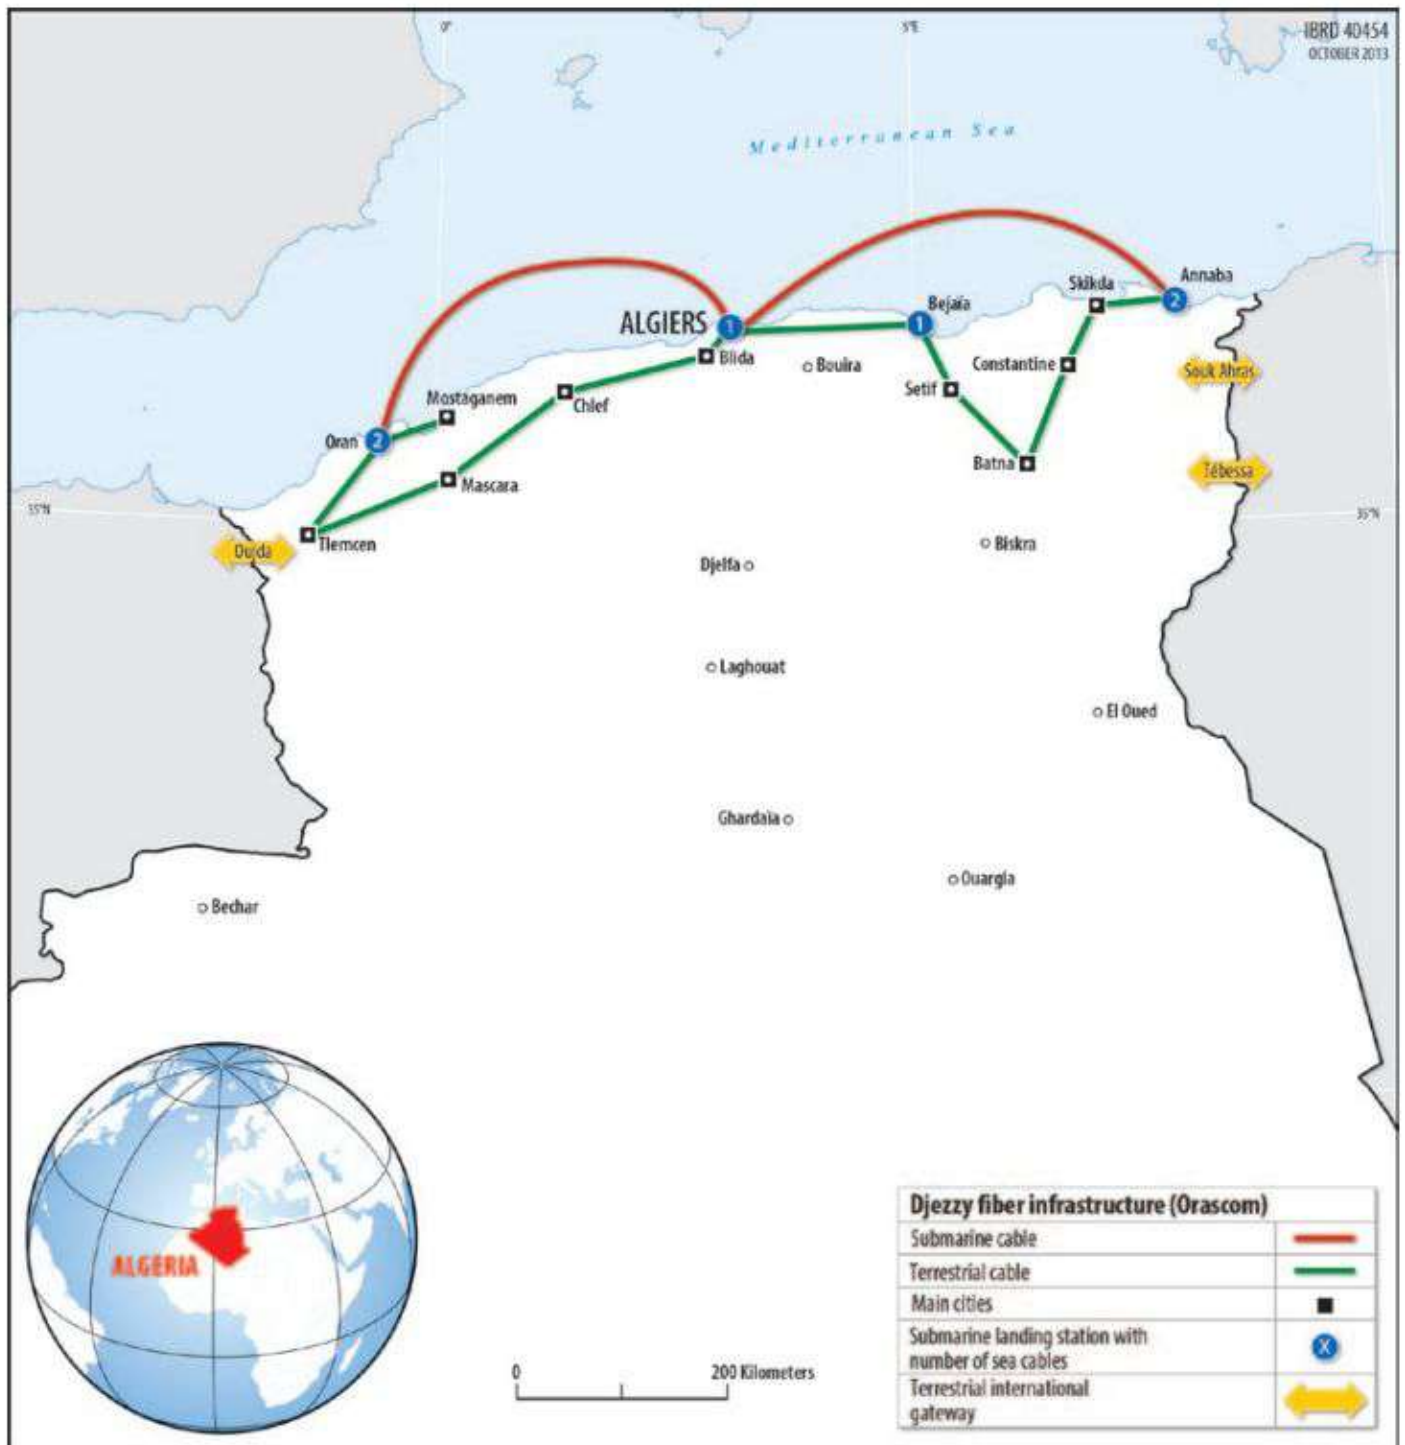 0°
5°E
IBRD 40454
OCTOBER 2013
Mediterranean Sea
Annaba
Skikda
2
Bejaïa
ALGIERS
1
1
Blida
Bouira
Constantine
Souk Ahras
Setif
Mostaganem
Chlef
Oran
2
Batna
Tébessa
Mascara
35°N
35°N
Oujda
Tlemcen
Biskra
Djelfa
Laghouat
El Oued
Ghardaïa
Ouargla
Bechar
ALGERIA
0
200 Kilometers
Djezzy fiber infrastructure (Orascom)
Submarine cable
Terrestrial cable
Main cities
Submarine landing station with
number of sea cables
X
Terrestrial international
gateway